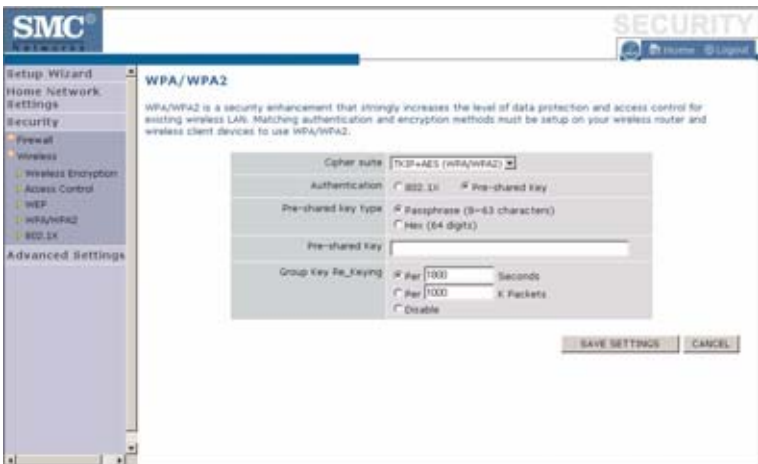 SMC®
Networks
SECURITY
Home Logout
Setup Wizard
Home Network
Settings
Security
Firewall
Wireless
Wireless Encryption
Access Control
WEP
WPA/WPA2
802.1X
Advanced Settings
WPA/WPA2
WPA/WPA2 is a security enhancement that strongly increases the level of data protection and access control for
existing wireless LAN. Matching authentication and encryption methods must be setup on your wireless router and
wireless client devices to use WPA/WPA2.
Cipher suite TKIP+AES (WPA/WPA2)
Authentication 802.1X Pre-shared Key
Pre-shared key type Passphrase (8~63 characters)
Hex (64 digits)
Pre-shared Key
Group Key Re_Keying Per 1800 Seconds
Per 1000 K Packets
Disable
SAVE SETTINGS CANCEL